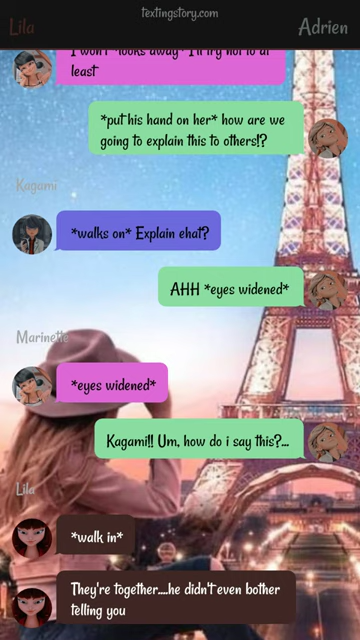 textingstory.com
Lila
Adrien
I won't *looks away* I'll try not to at
least
*put his hand on her* how are we
going to explain this to others!?
Kagami
*walks on* Explain ehat?
AHH *eyes widened*
Marinette
*eyes widened*
Kagami!! Um, how do i say this?...
Lila
*walk in*
They're together....he didn't even bother
telling you